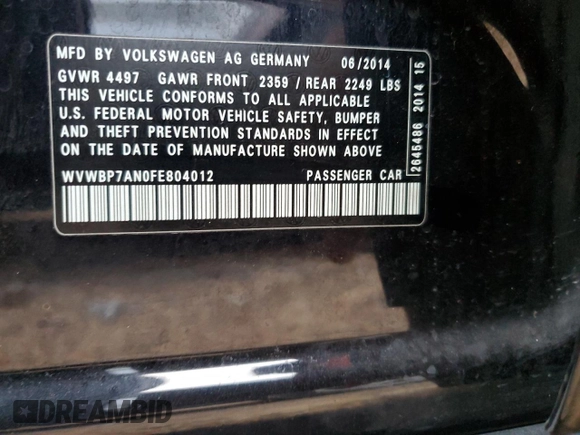 MFD BY VOLKSWAGEN AG GERMANY 06/2014
GVWR 4497 GAWR FRONT 2359 / REAR 2249 LBS
THIS VEHICLE CONFORMS TO ALL APPLICABLE
U.S. FEDERAL MOTOR VEHICLE SAFETY, BUMPER
AND THEFT PREVENTION STANDARDS IN EFFECT
ON THE DATE OF MANUFACTURE SHOWN ABOVE.
WVWBP7AN0FE804012 PASSENGER CAR
2645486 2014 15
DREAMBID